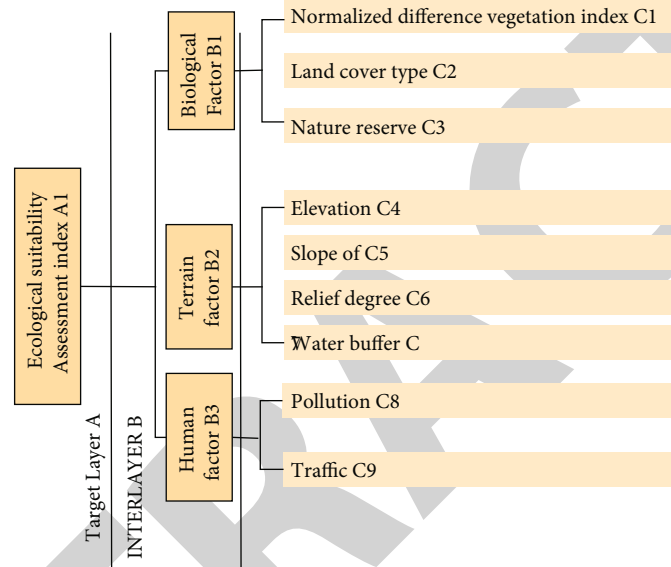 Ecological suitability
Assessment index A1
Target Layer A
INTERLAYER B
Biological
Factor B1
Terrain
factor B2
Human
factor B3
Normalized difference vegetation index C1
Land cover type C2
Nature reserve C3
Elevation C4
Slope of C5
Relief degree C6
Water buffer C
7
Pollution C8
Traffic C9